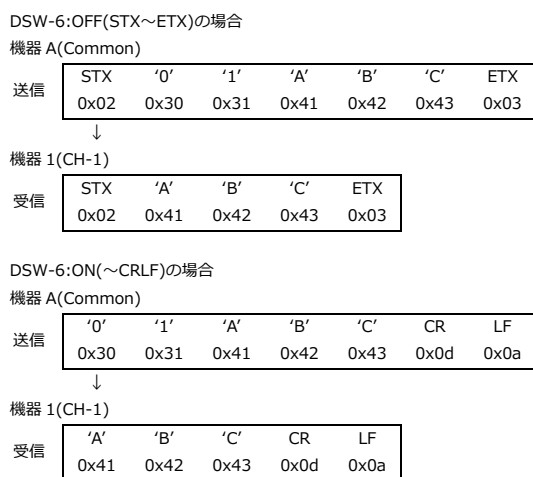 DSW-6:OFF(STX～ETX)の場合
機器 A(Common)
送信 STX ‘0’ ‘1’ ‘A’ ‘B’ ‘C’ ETX
0x02 0x30 0x31 0x41 0x42 0x43 0x03
↓
機器 1(CH-1)
受信 STX ‘A’ ‘B’ ‘C’ ETX
0x02 0x41 0x42 0x43 0x03
DSW-6:ON(～CRLF)の場合
機器 A(Common)
送信 ‘0’ ‘1’ ‘A’ ‘B’ ‘C’ CR LF
0x30 0x31 0x41 0x42 0x43 0x0d 0x0a
↓
機器 1(CH-1)
受信 ‘A’ ‘B’ ‘C’ CR LF
0x41 0x42 0x43 0x0d 0x0a